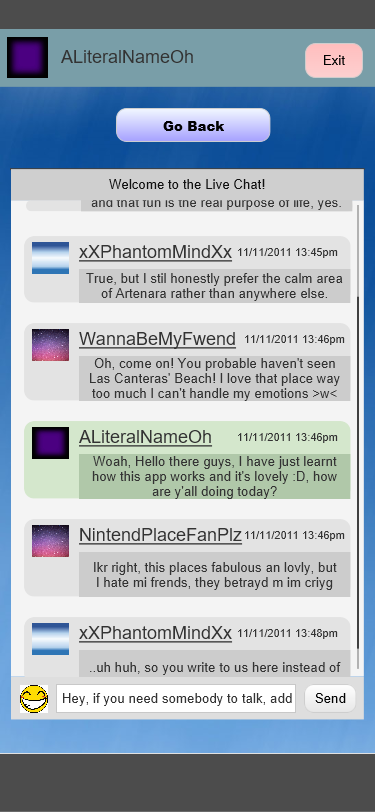 ALiteralNameOh
Exit
Go Back
Welcome to the Live Chat!
and that fun is the real purpose of life, yes.
xXPhantomMindXx 11/11/2011 13:45pm
True, but I stil honestly prefer the calm area
of Artenara rather than anywhere else.
WannaBeMyFwend 11/11/2011 13:46pm
Oh, come on! You probable haven't seen
Las Canteras' Beach! I love that place way
too much I can't handle my emotions >w<
ALiteralNameOh 11/11/2011 13:46pm
Woah, Hello there guys, I have just learnt
how this app works and it's lovely :D, how
are y'all doing today?
NintendPlaceFanPlz 11/11/2011 13:46pm
Ikr right, this places fabulous an lovly, but
I hate mi frends, they betrayd m im criyg
xXPhantomMindXx 11/11/2011 13:48pm
..uh huh, so you write to us here instead of
Hey, if you need somebody to talk, add
Send